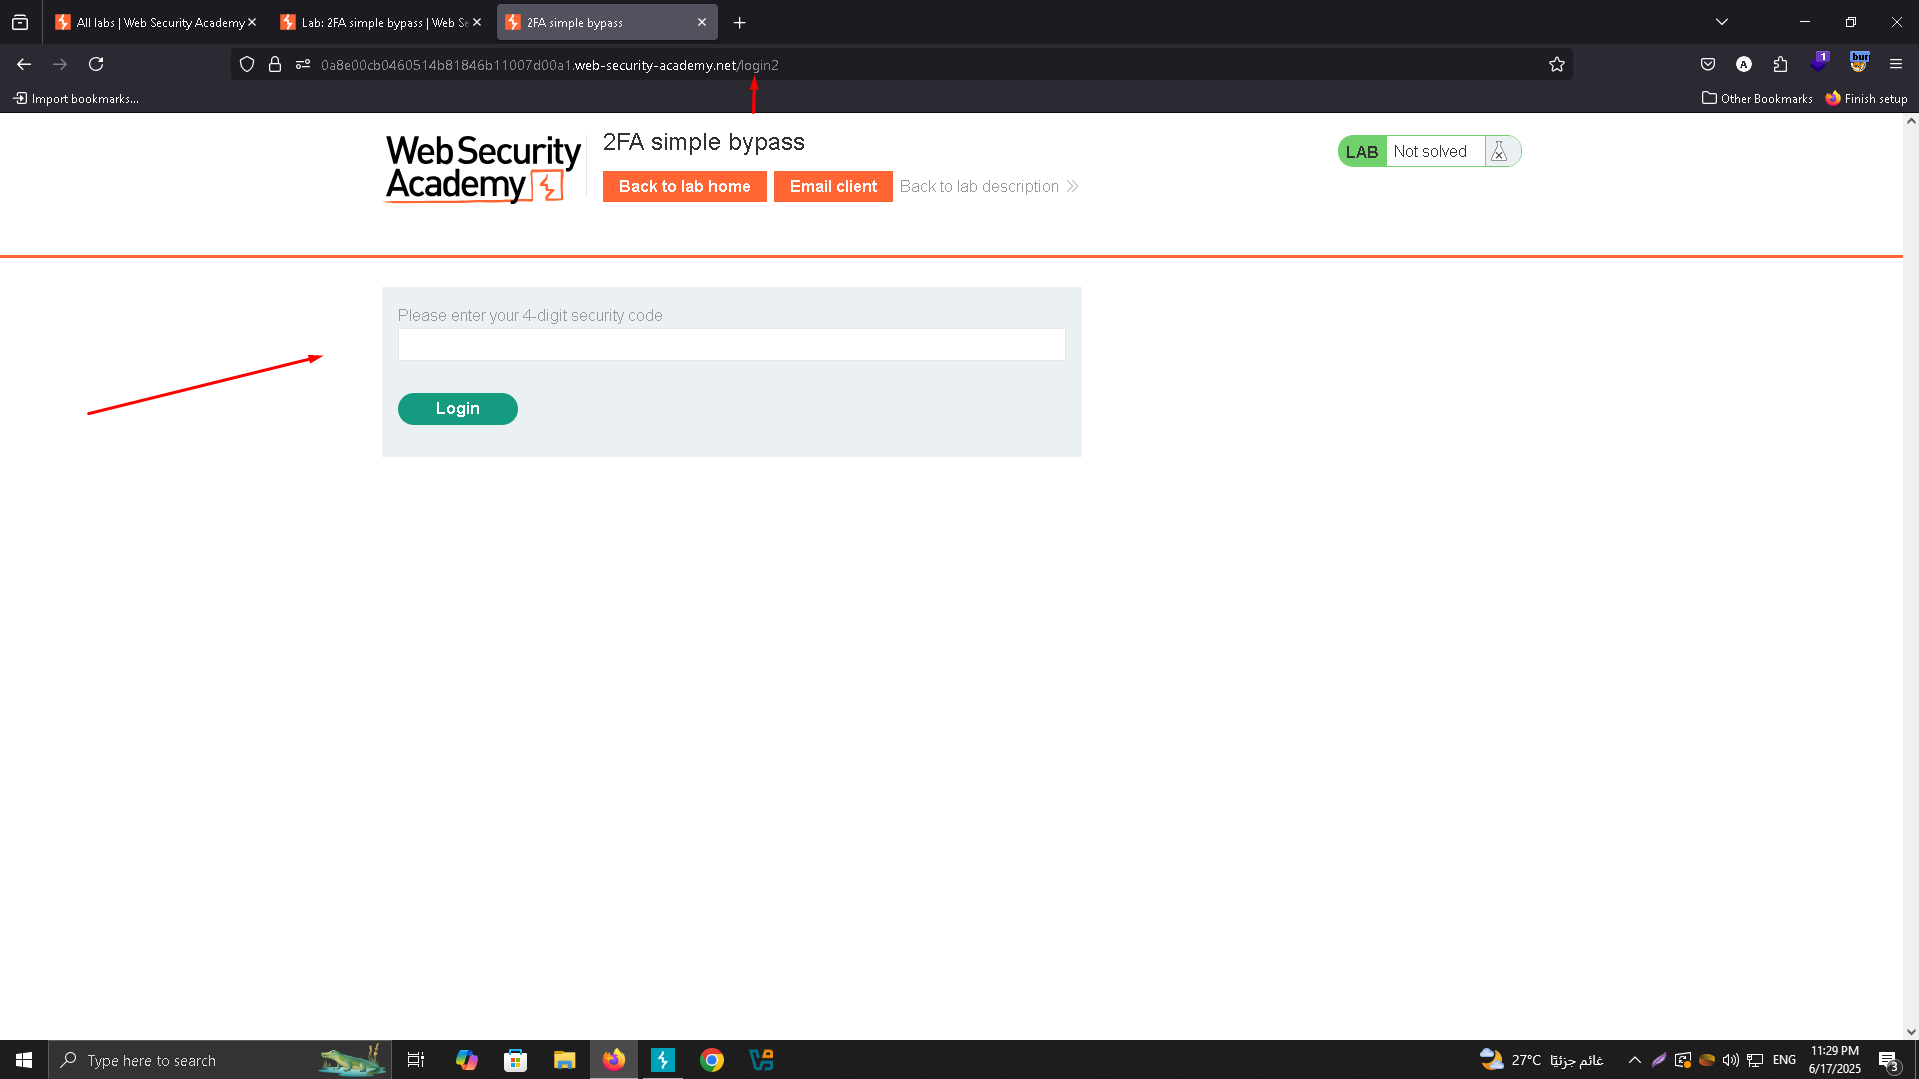 All labs | Web Security Academy
Lab: 2FA simple bypass | Web Se
2FA simple bypass
0a8e00cb0460514b81846b11007d00a1.web-security-academy.net/login2
A
1
bur
Import bookmarks...
Other Bookmarks
Finish setup
Web Security
Academy
2FA simple bypass
Back to lab home
Email client
Back to lab description
LAB
Not solved
Please enter your 4-digit security code
Login
Type here to search
27°C
غائم جزئيًا
ENG
11:29 PM
6/17/2025
3